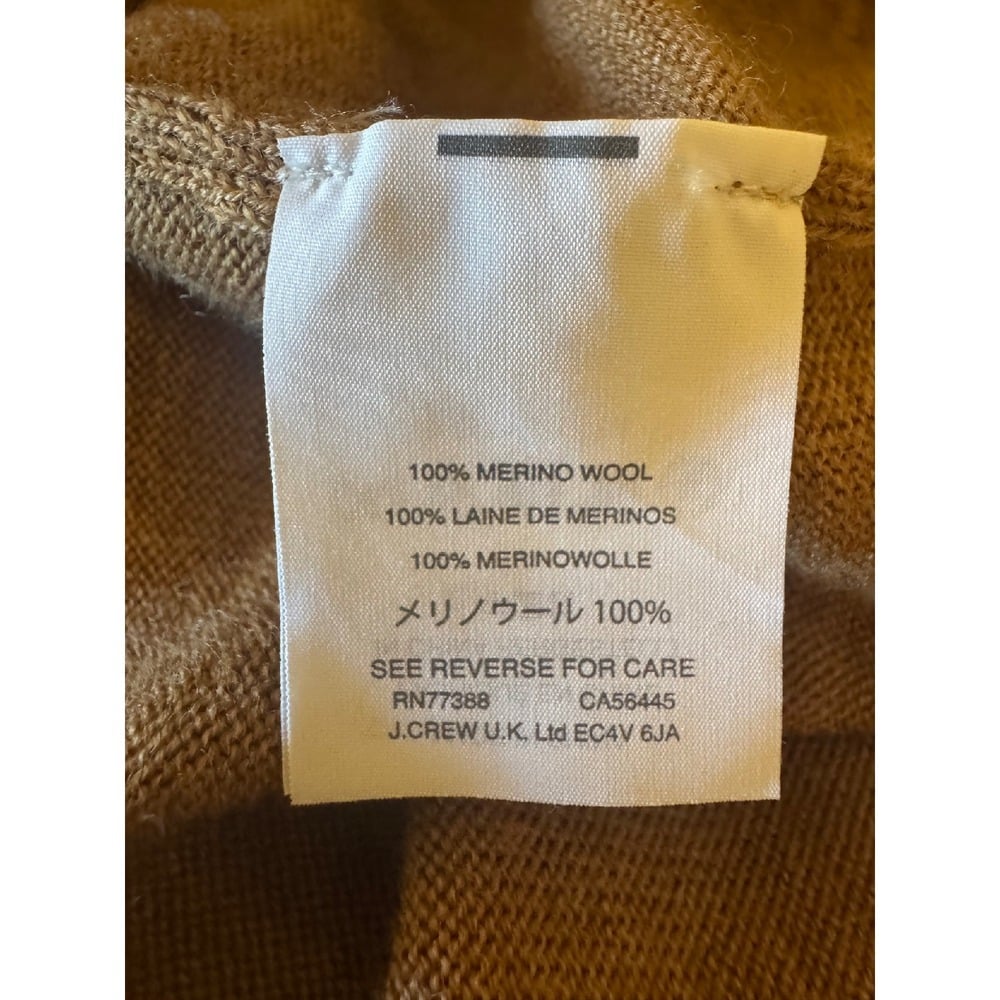 100% MERINO WOOL
100% LAINE DE MERINOS
100% MERINOWOLLE
メリノウール 100%
SEE REVERSE FOR CARE
RN77388 CA56445
J.CREW U.K. Ltd EC4V 6JA